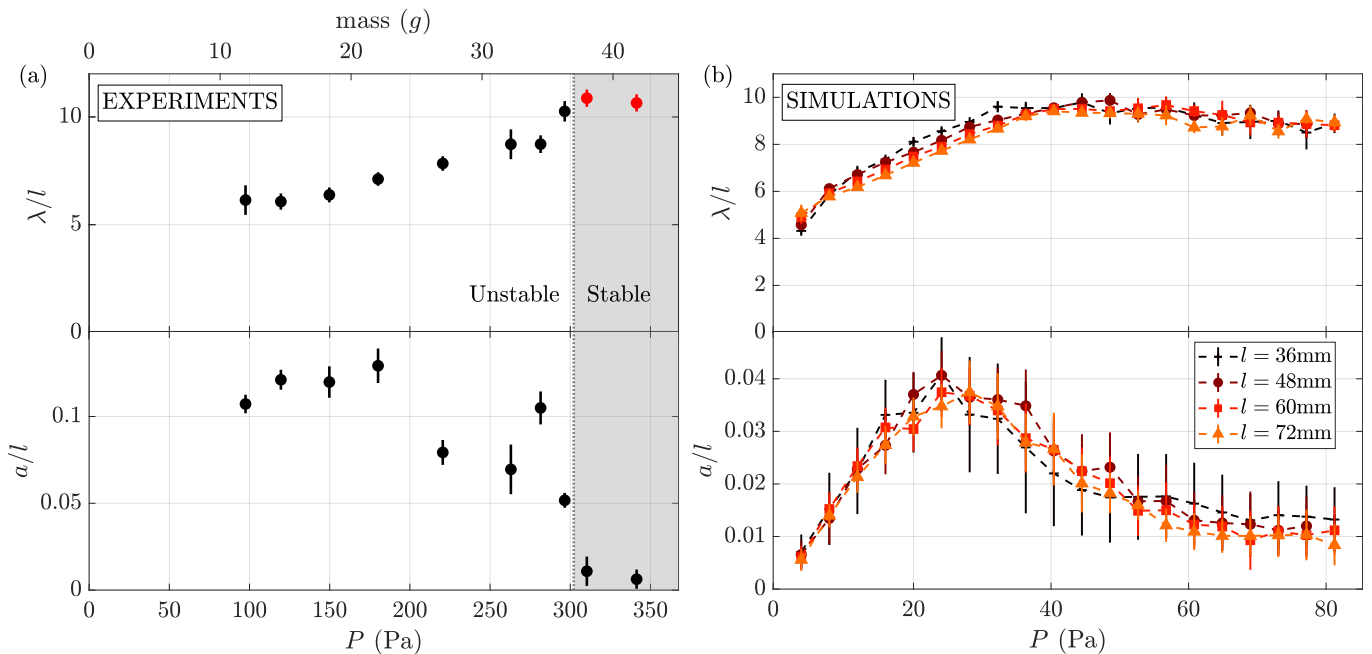 mass (g)
0 10 20 30 40
(a)
EXPERIMENTS
10
λ/l
5
Unstable Stable
0
0.1
a/l
0.05
0
0 50 100 150 200 250 300 350
P (Pa)
(b)
SIMULATIONS
10
8
6
λ/l
4
2
0
l = 36mm
l = 48mm
l = 60mm
l = 72mm
0.04
0.03
a/l
0.02
0.01
0
0 20 40 60 80
P (Pa)